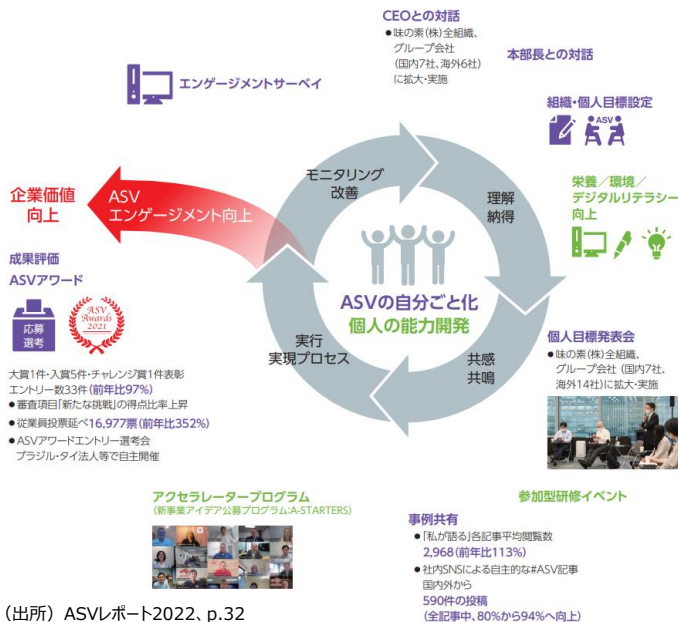 CEOとの対話
●味の素(株)全組織、
グループ会社
(国内7社、海外6社)
に拡大・実施
本部長との対話
エンゲージメントサーベイ
組織・個人目標設定
ASV
栄養／環境／
デジタルリテラシー
向上
モニタリング
改善
理解
納得
企業価値
向上
ASV
エンゲージメント向上
ASVの自分ごと化
個人の能力開発
成果評価
ASVアワード
応募
選考
ASV
Awards
2021
実行
実現プロセス
共感
共鳴
個人目標発表会
●味の素(株)全組織、
グループ会社 (国内7社、
海外14社)に拡大・実施
大賞1件・入賞5件・チャレンジ賞1件表彰
エントリー数33件(前年比97%)
●審査項目「新たな挑戦」の得点比率上昇
●従業員投票延べ16,977票(前年比352%)
●ASVアワードエントリー選考会
ブラジル・タイ法人等で自主開催
アクセラレータープログラム
(新事業アイデア公募プログラム:A-STARTERS)
参加型研修イベント
事例共有
●「私が語る」各記事平均閲覧数
2,968(前年比113%)
●社内SNSによる自主的な#ASV記事
国内外から
590件の投稿
(全記事中、80%から94%へ向上)
(出所) ASVレポート2022、p.32